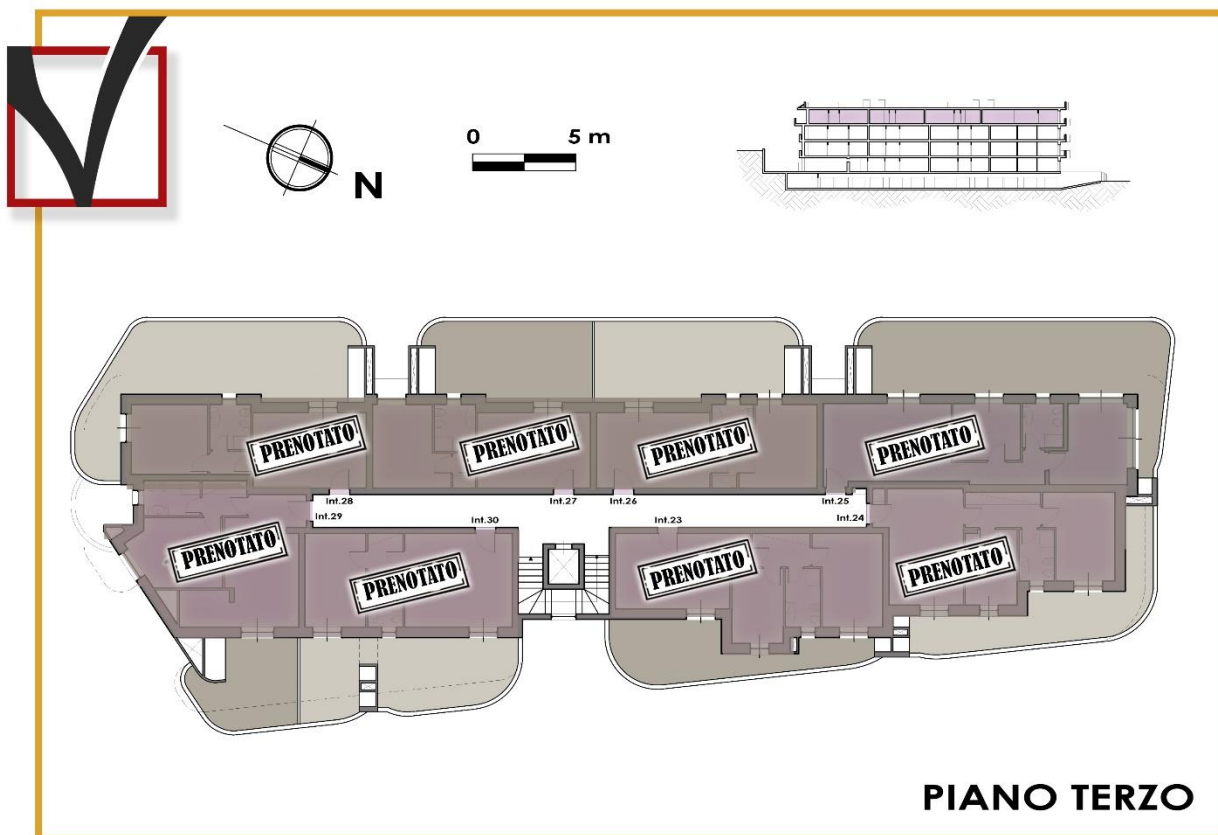 0 5 m
N
PRENOTATO
PRENOTATO
PRENOTATO
PRENOTATO
Int.28
Int.27
Int.26
Int.25
Int.29
Int.30
Int.23
Int.24
PRENOTATO
PRENOTATO
PRENOTATO
PRENOTATO
PIANO TERZO